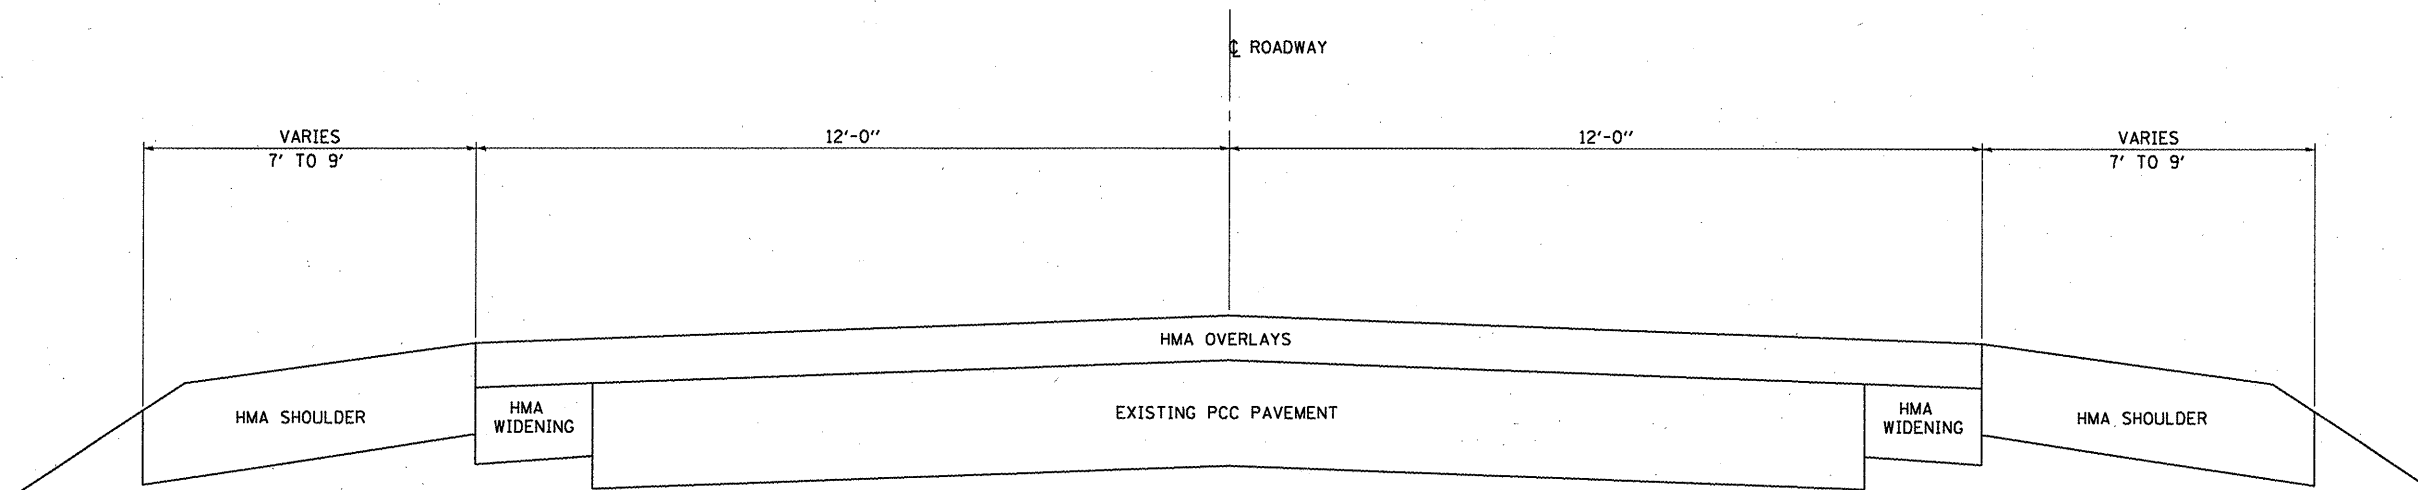 ℄ ROADWAY
VARIES
7' TO 9'
12'-0"
12'-0"
VARIES
7' TO 9'
HMA OVERLAYS
HMA SHOULDER
HMA
WIDENING
EXISTING PCC PAVEMENT
HMA
WIDENING
HMA SHOULDER